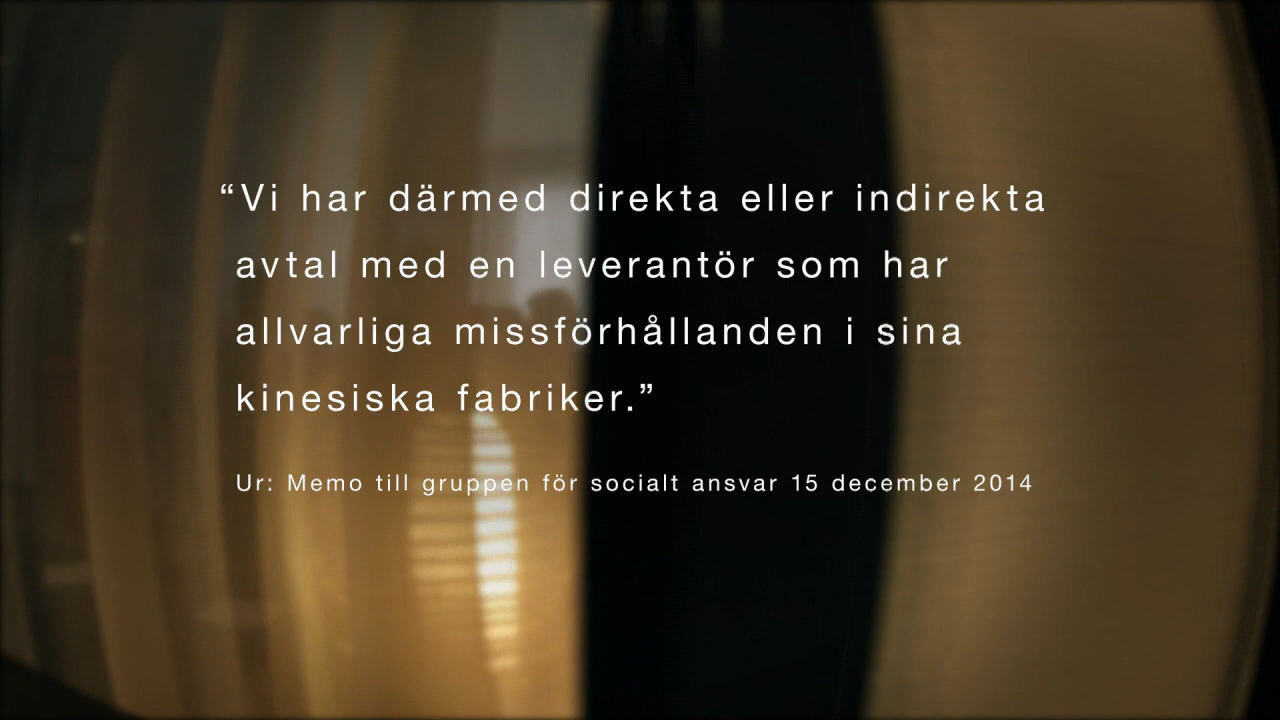 “Vi har därmed direkta eller indirekta
avtal med en leverantör som har
allvarliga missförhållanden i sina
kinesiska fabriker.”
Ur: Memo till gruppen för socialt ansvar 15 december 2014